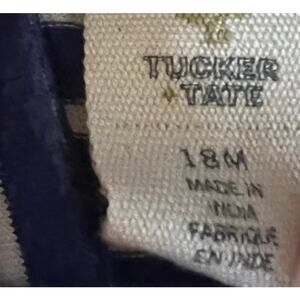 TUCKER
+ TATE
18M
MADE IN
INDIA
FABRIQUE
EN INDE